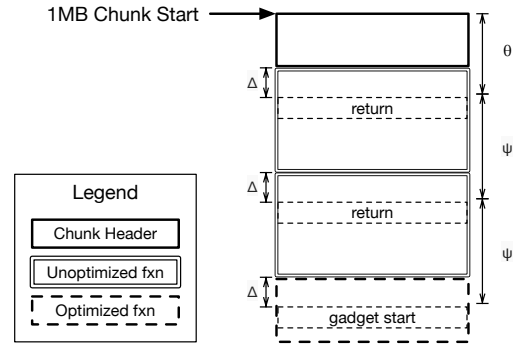 1MB Chunk Start
θ
Δ
return
ψ
Δ
return
ψ
Δ
gadget start
Legend
Chunk Header
Unoptimized fxn
Optimized fxn